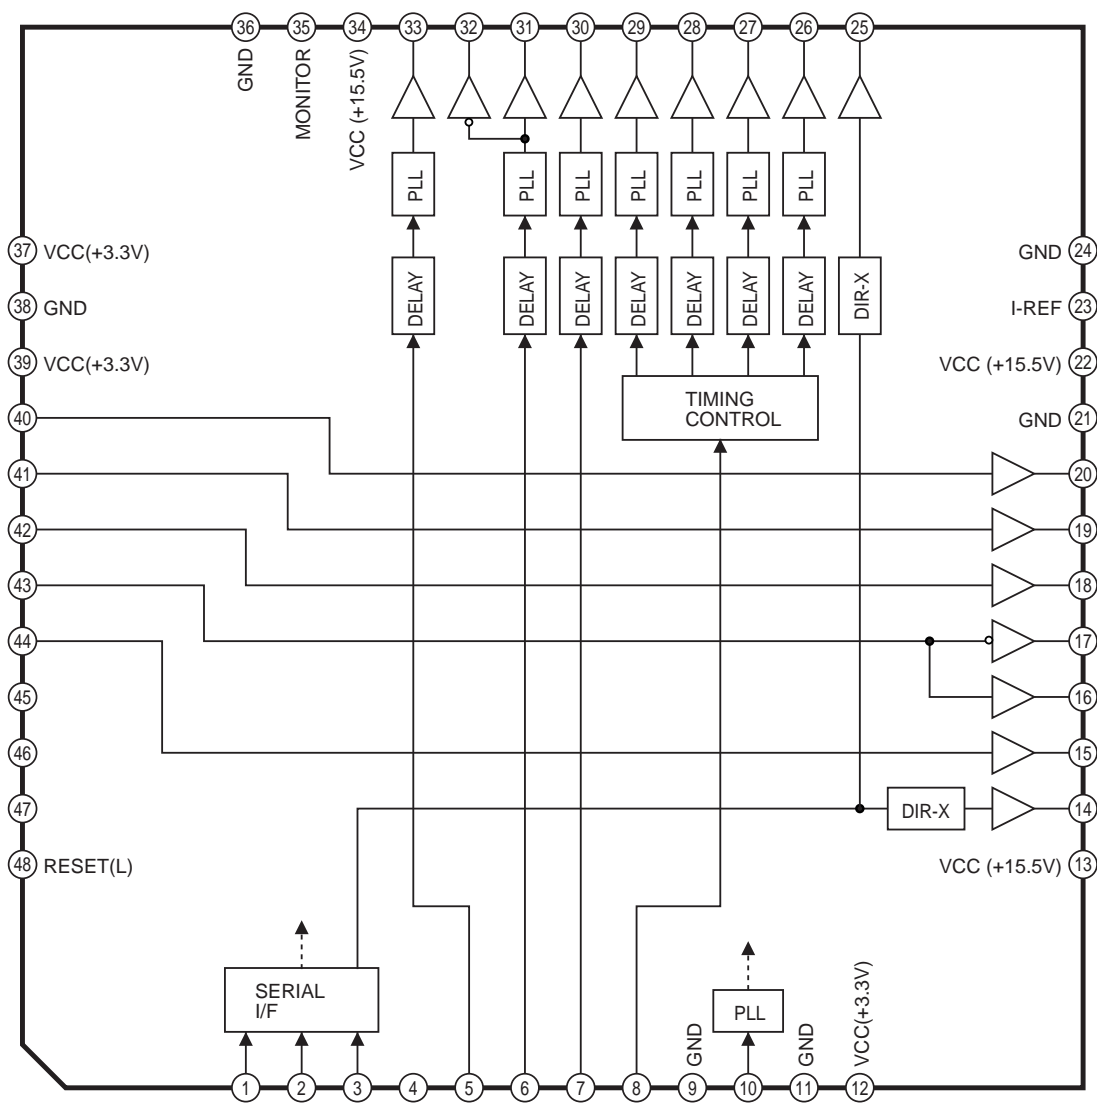 36 35 34 33 32 31 30 29 28 27 26 25
GND
MONITOR
VCC (+15.5V)
PLL PLL PLL PLL PLL PLL PLL
37 VCC(+3.3V)
GND 24
DELAY DELAY DELAY DELAY DELAY DELAY DELAY DIR-X
38 GND
I-REF 23
39 VCC(+3.3V)
VCC (+15.5V) 22
TIMING
CONTROL
40
GND 21
41
20
42
19
43
18
44
17
45
16
46
15
47
DIR-X
14
48 RESET(L)
VCC (+15.5V) 13
SERIAL
I/F
PLL
GND
GND
VCC(+3.3V)
1 2 3 4 5 6 7 8 9 10 11 12